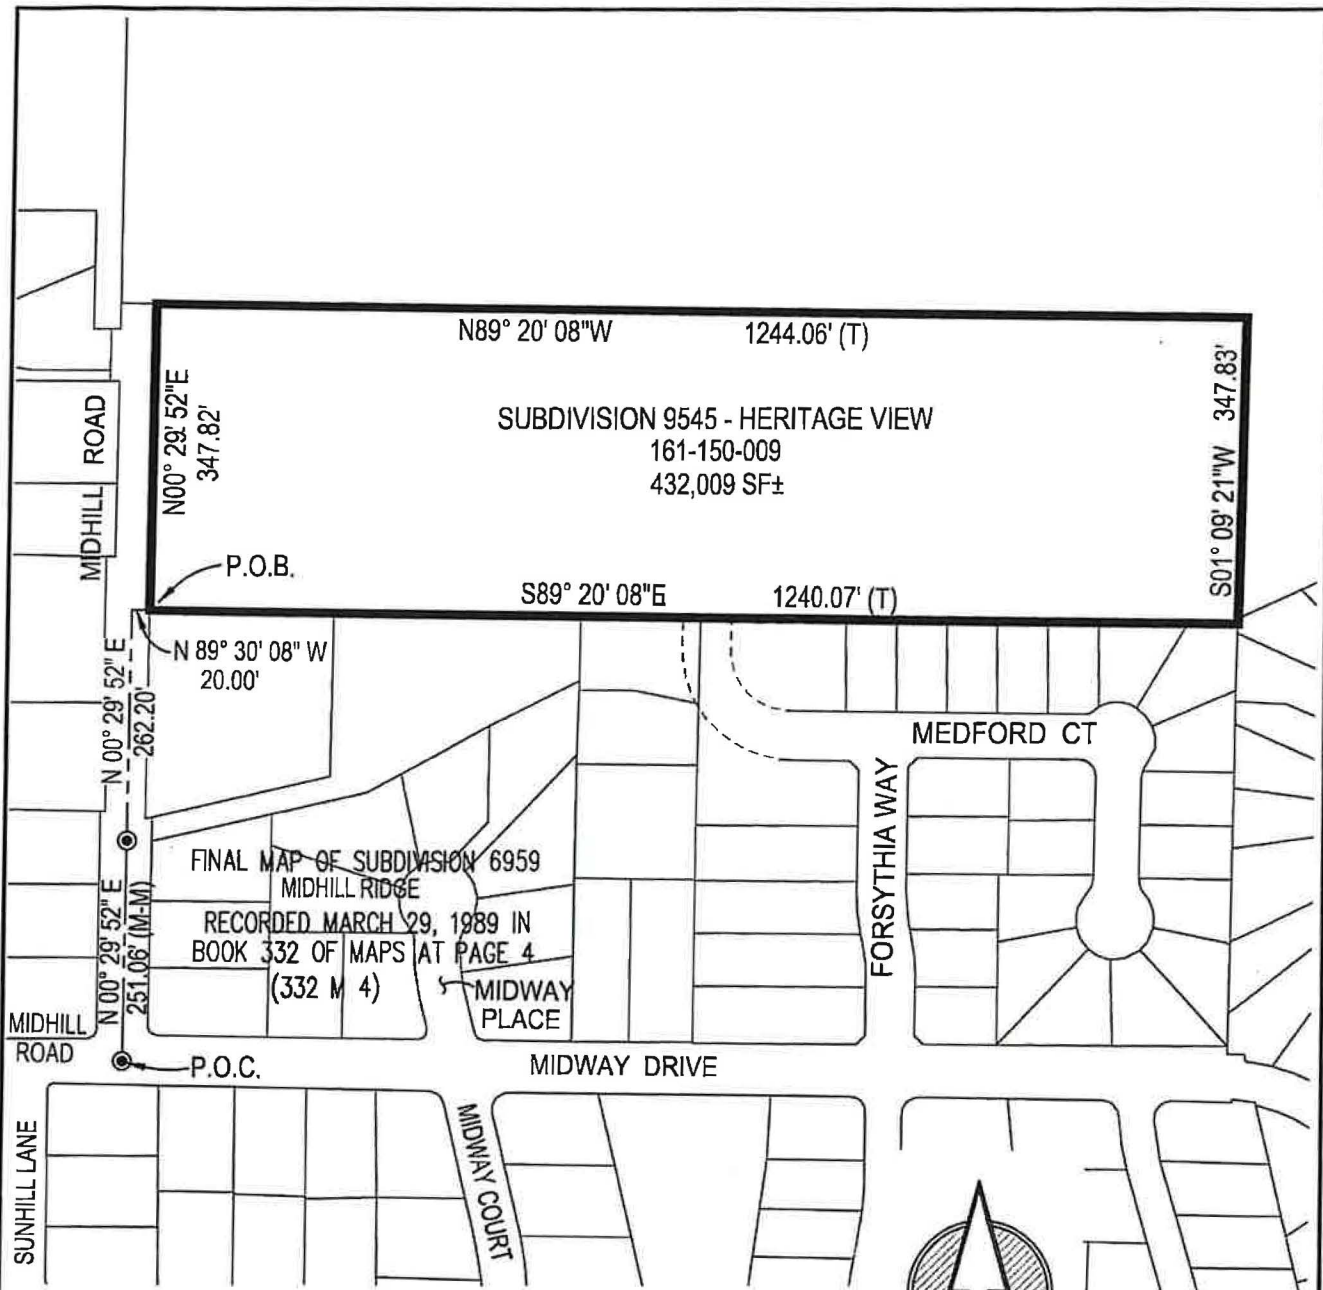 N89° 20' 08"W 1244.06' (T)
N00° 29' 52"E
347.82'
SUBDIVISION 9545 - HERITAGE VIEW
161-150-009
432,009 SF±
S01° 09' 21"W 347.83'
MIDHILL ROAD
P.O.B.
S89° 20' 08"E 1240.07' (T)
N 89° 30' 08" W
20.00'
N 00° 29' 52" E
262.20'
MEDFORD CT
FORSYTHIA WAY
FINAL MAP OF SUBDIVISION 6959
MIDHILL RIDGE
RECORDED MARCH 29, 1989 IN
BOOK 332 OF MAPS AT PAGE 4
(332 M 4)
N 00° 29' 52" E
251.06' (M-M)
MIDWAY
PLACE
MIDHILL
ROAD
P.O.C.
MIDWAY DRIVE
SUNHILL LANE
MIDWAY COURT